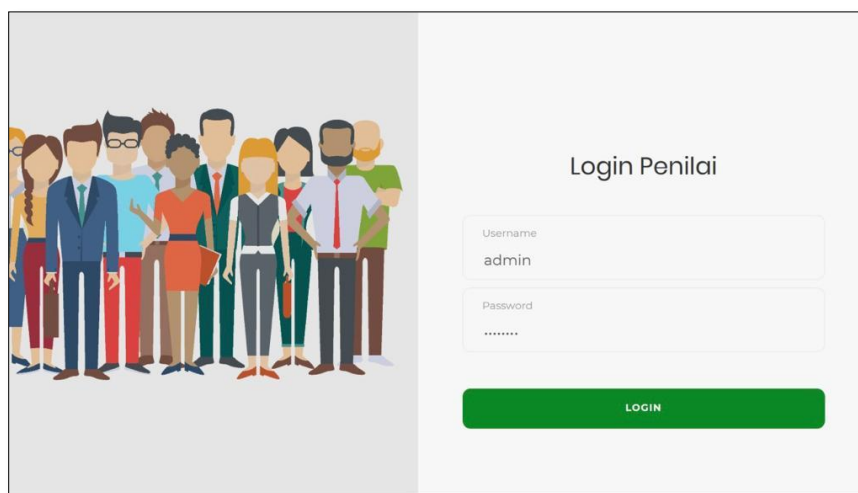 Login Penilai
Username
admin
Password
........
LOGIN